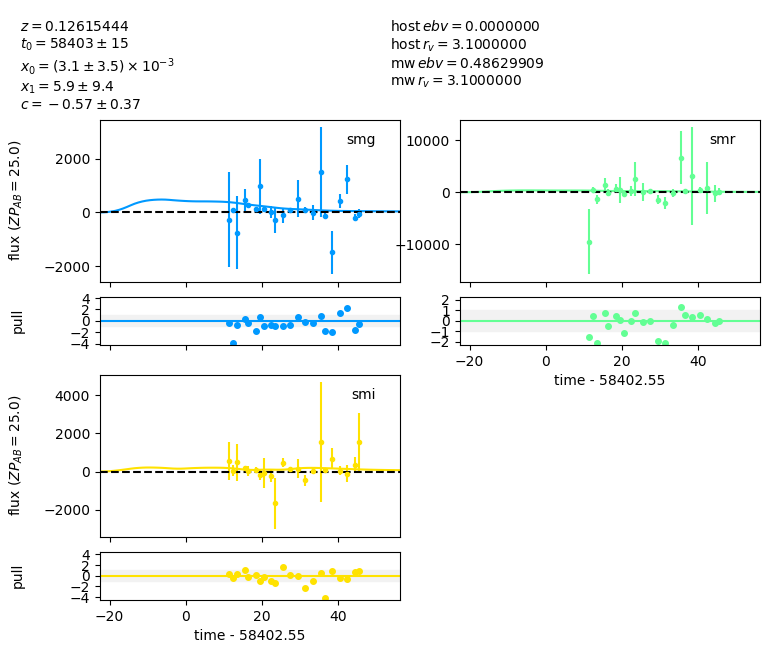 z = 0.12615444
t₀ = 58403 ± 15
x₀ = (3.1 ± 3.5) × 10⁻³
x₁ = 5.9 ± 9.4
c = −0.57 ± 0.37
host ebv = 0.0000000
host r_v = 3.1000000
mw ebv = 0.48629909
mw r_v = 3.1000000
flux (ZP_AB = 25.0)
2000
0
−2000
smg
10000
0
−10000
smr
pull
4
2
0
−2
−4
2
1
0
−1
−2
−20 0 20 40
time - 58402.55
flux (ZP_AB = 25.0)
4000
2000
0
−2000
smi
pull
4
2
0
−2
−4
−20 0 20 40
time - 58402.55